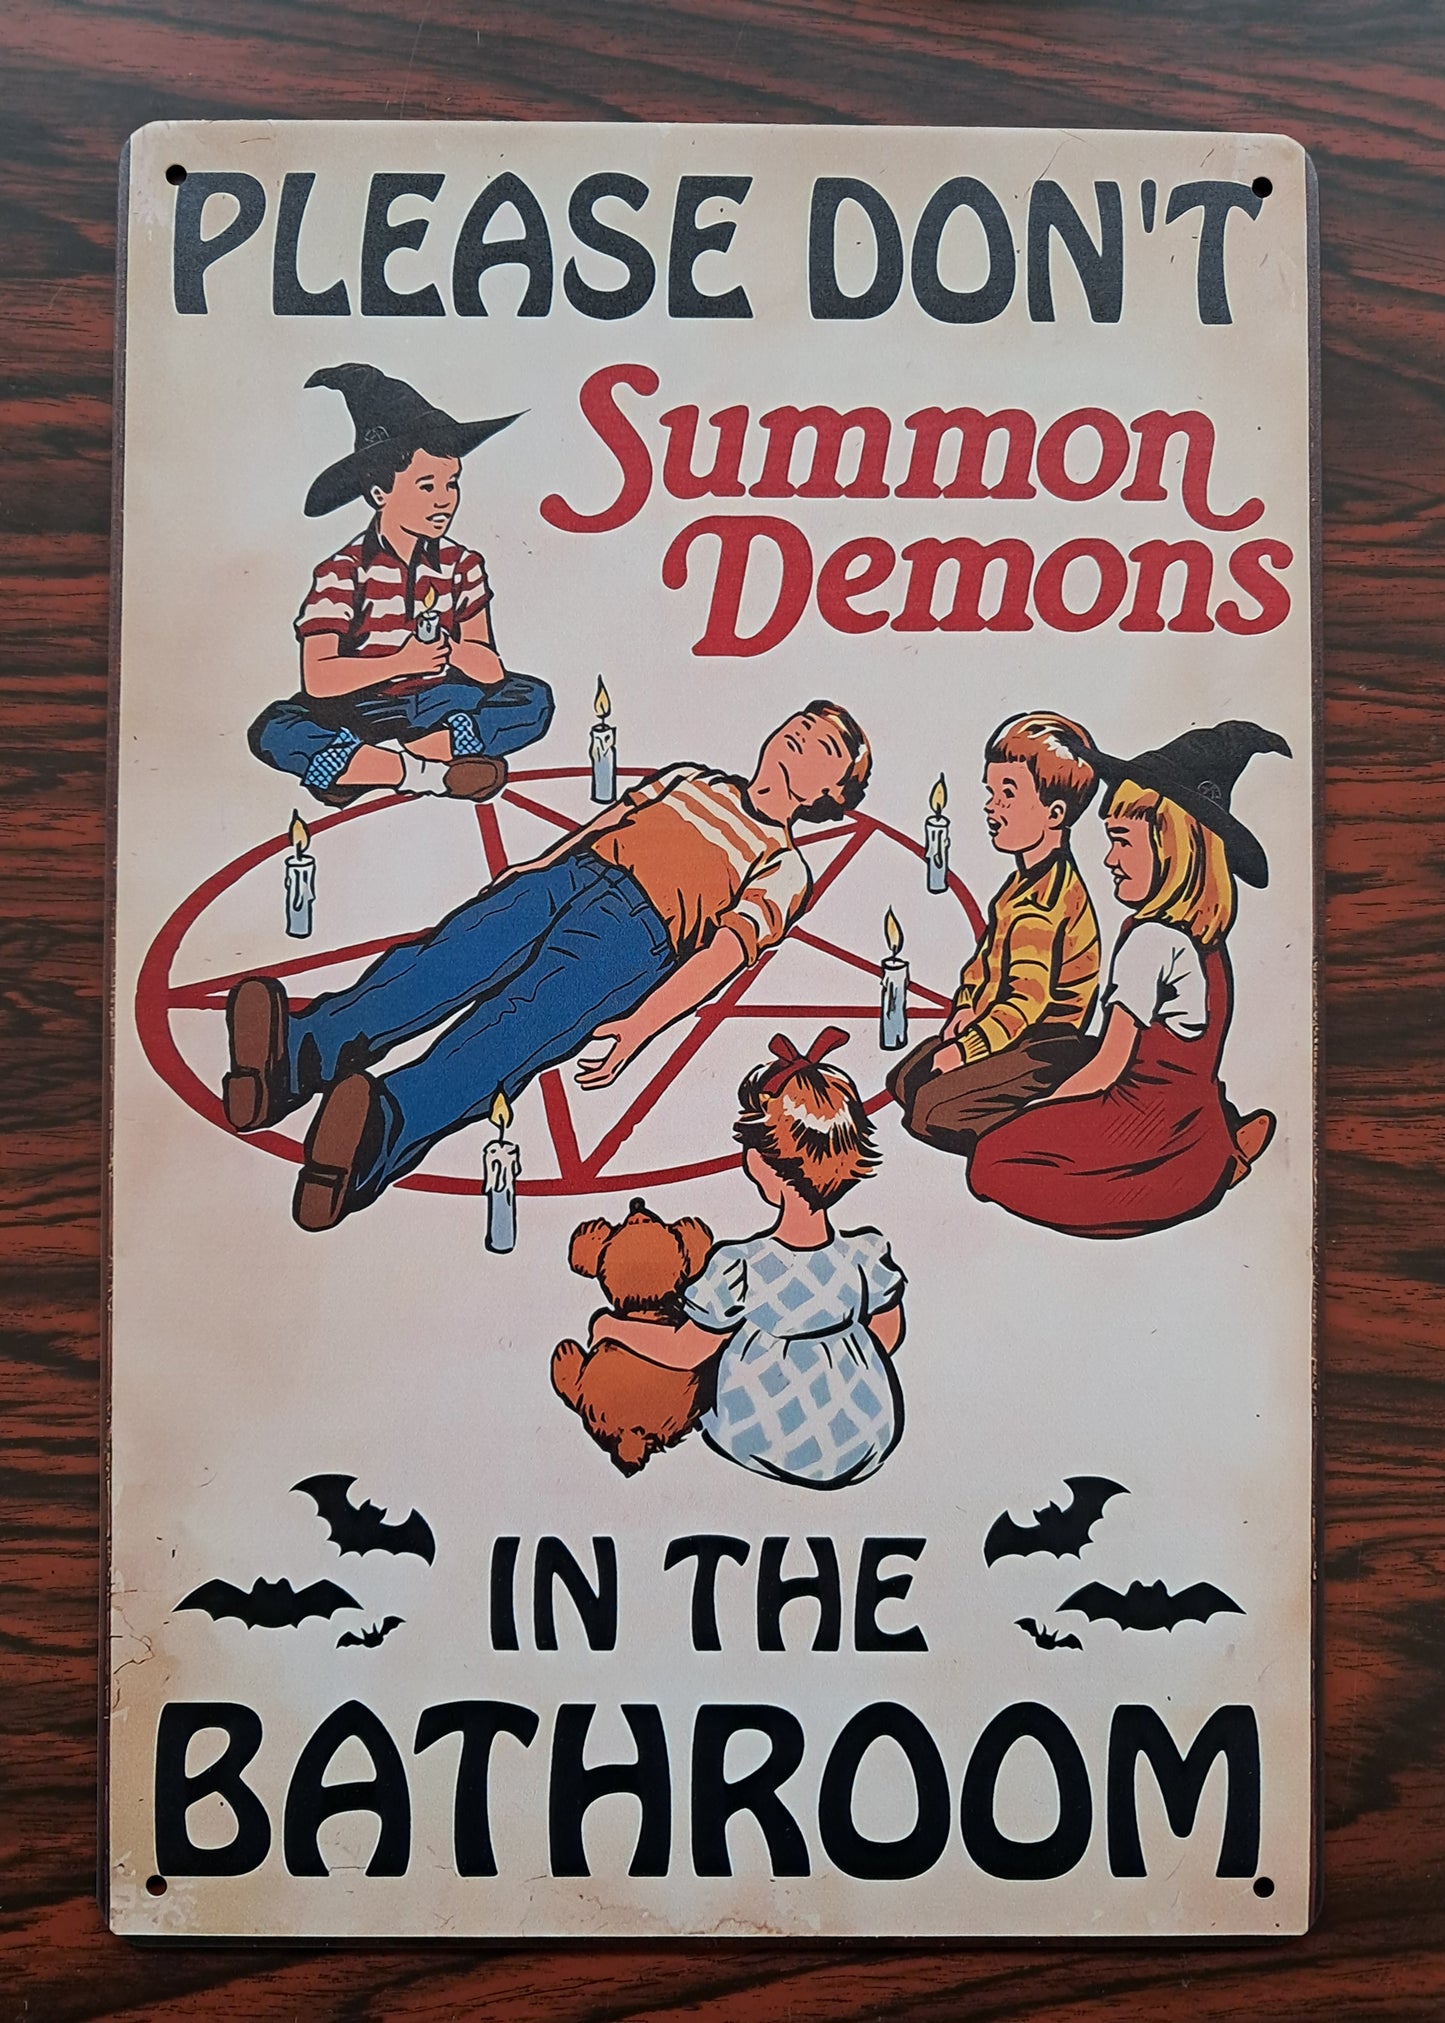 PLEASE DON'T
Summon
Demons
IN THE
BATHROOM